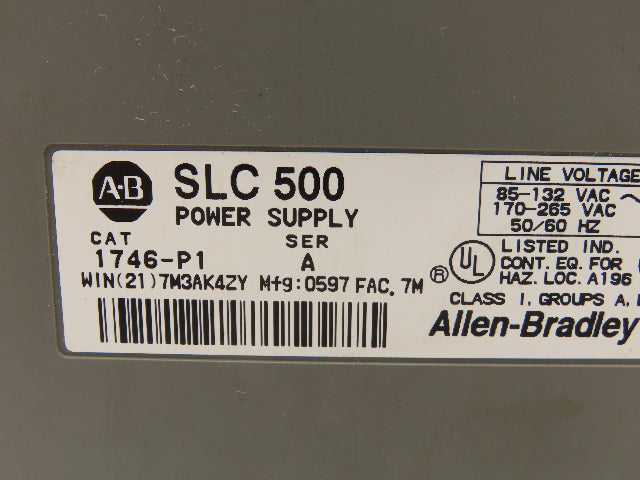 A-B
SLC 500
POWER SUPPLY
CAT SER
1746-P1 A
WIN(21)7M3AK4ZY Mfg:0597 FAC. 7M
LINE VOLTAGE
85-132 VAC ~
170-265 VAC
50/60 HZ
UL ®
LISTED IND.
CONT. EQ. FOR
HAZ. LOC. A196
CLASS I, GROUPS A,
Allen-Bradley